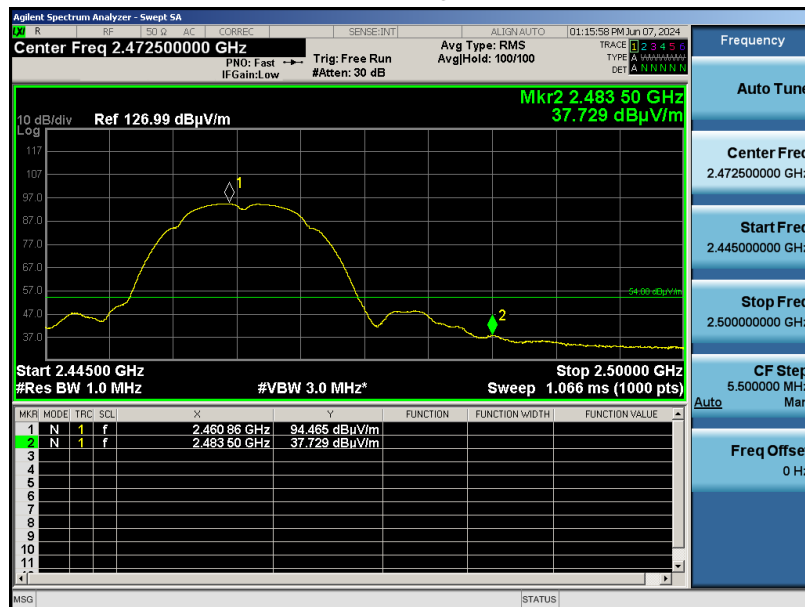 Agilent Spectrum Analyzer - Swept SA
LXI R RF 50 Ω AC CORREC SENSE:INT ALIGN AUTO 01:15:58 PM Jun 07, 2024
Center Freq 2.472500000 GHz
PNO: Fast
IFGain:Low
Trig: Free Run
#Atten: 30 dB
Avg Type: RMS
Avg|Hold: 100/100
TRACE 1 2 3 4 5 6
TYPE A WWWWW
DET A N N N N N
Mkr2 2.483 50 GHz
37.729 dBµV/m
10 dB/div
Log
Ref 126.99 dBµV/m
117
107
97.0
87.0
77.0
67.0
57.0
47.0
37.0
1
2
54.00 dBµV/m
Start 2.44500 GHz
Stop 2.50000 GHz
#Res BW 1.0 MHz
#VBW 3.0 MHz*
Sweep 1.066 ms (1000 pts)
MKR MODE TRC SCL X Y FUNCTION FUNCTION WIDTH FUNCTION VALUE
1 N 1 f 2.460 86 GHz 94.465 dBµV/m
2 N 1 f 2.483 50 GHz 37.729 dBµV/m
3
4
5
6
7
8
9
10
11
MSG
STATUS
Frequency
Auto Tune
Center Freq
2.472500000 GHz
Start Freq
2.445000000 GHz
Stop Freq
2.500000000 GHz
CF Step
5.500000 MHz
Auto Man
Freq Offset
0 Hz